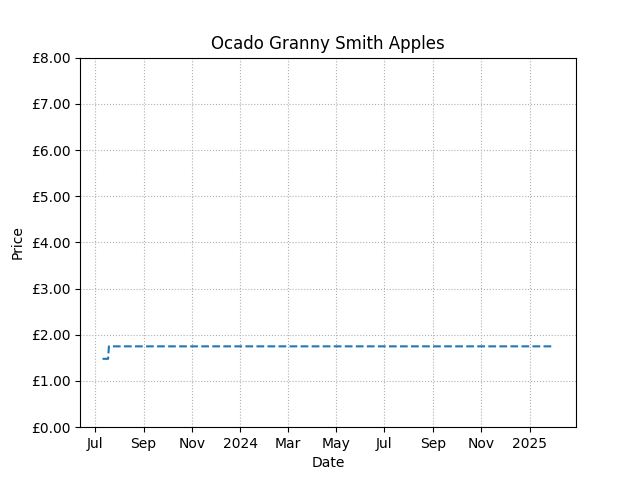 Ocado Granny Smith Apples
£8.00
£7.00
£6.00
£5.00
£4.00
£3.00
£2.00
£1.00
£0.00
Price
Jul Sep Nov 2024 Mar May Jul Sep Nov 2025
Date